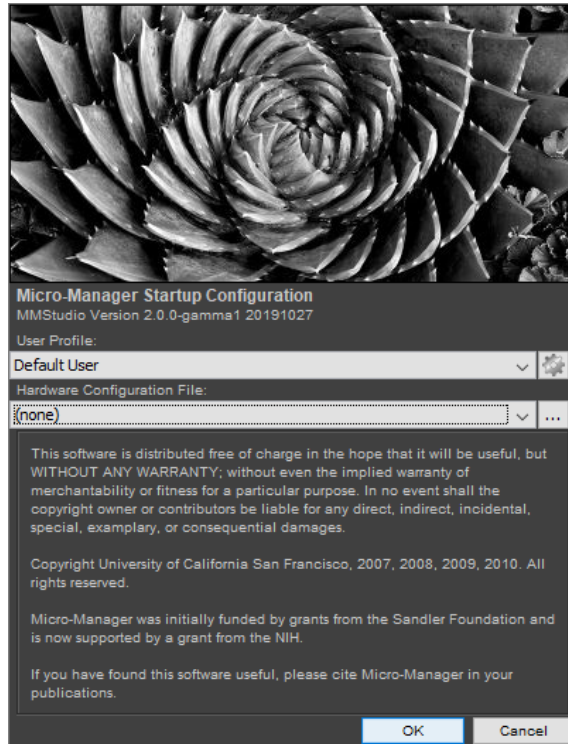 Micro-Manager Startup Configuration
MMStudio Version 2.0.0-gamma1 20191027
User Profile:
Default User
Hardware Configuration File:
(none)
...
This software is distributed free of charge in the hope that it will be useful, but
WITHOUT ANY WARRANTY; without even the implied warranty of
merchantability or fitness for a particular purpose. In no event shall the
copyright owner or contributors be liable for any direct, indirect, incidental,
special, examplary, or consequential damages.
Copyright University of California San Francisco, 2007, 2008, 2009, 2010. All
rights reserved.
Micro-Manager was initially funded by grants from the Sandler Foundation and
is now supported by a grant from the NIH.
If you have found this software useful, please cite Micro-Manager in your
publications.
OK Cancel